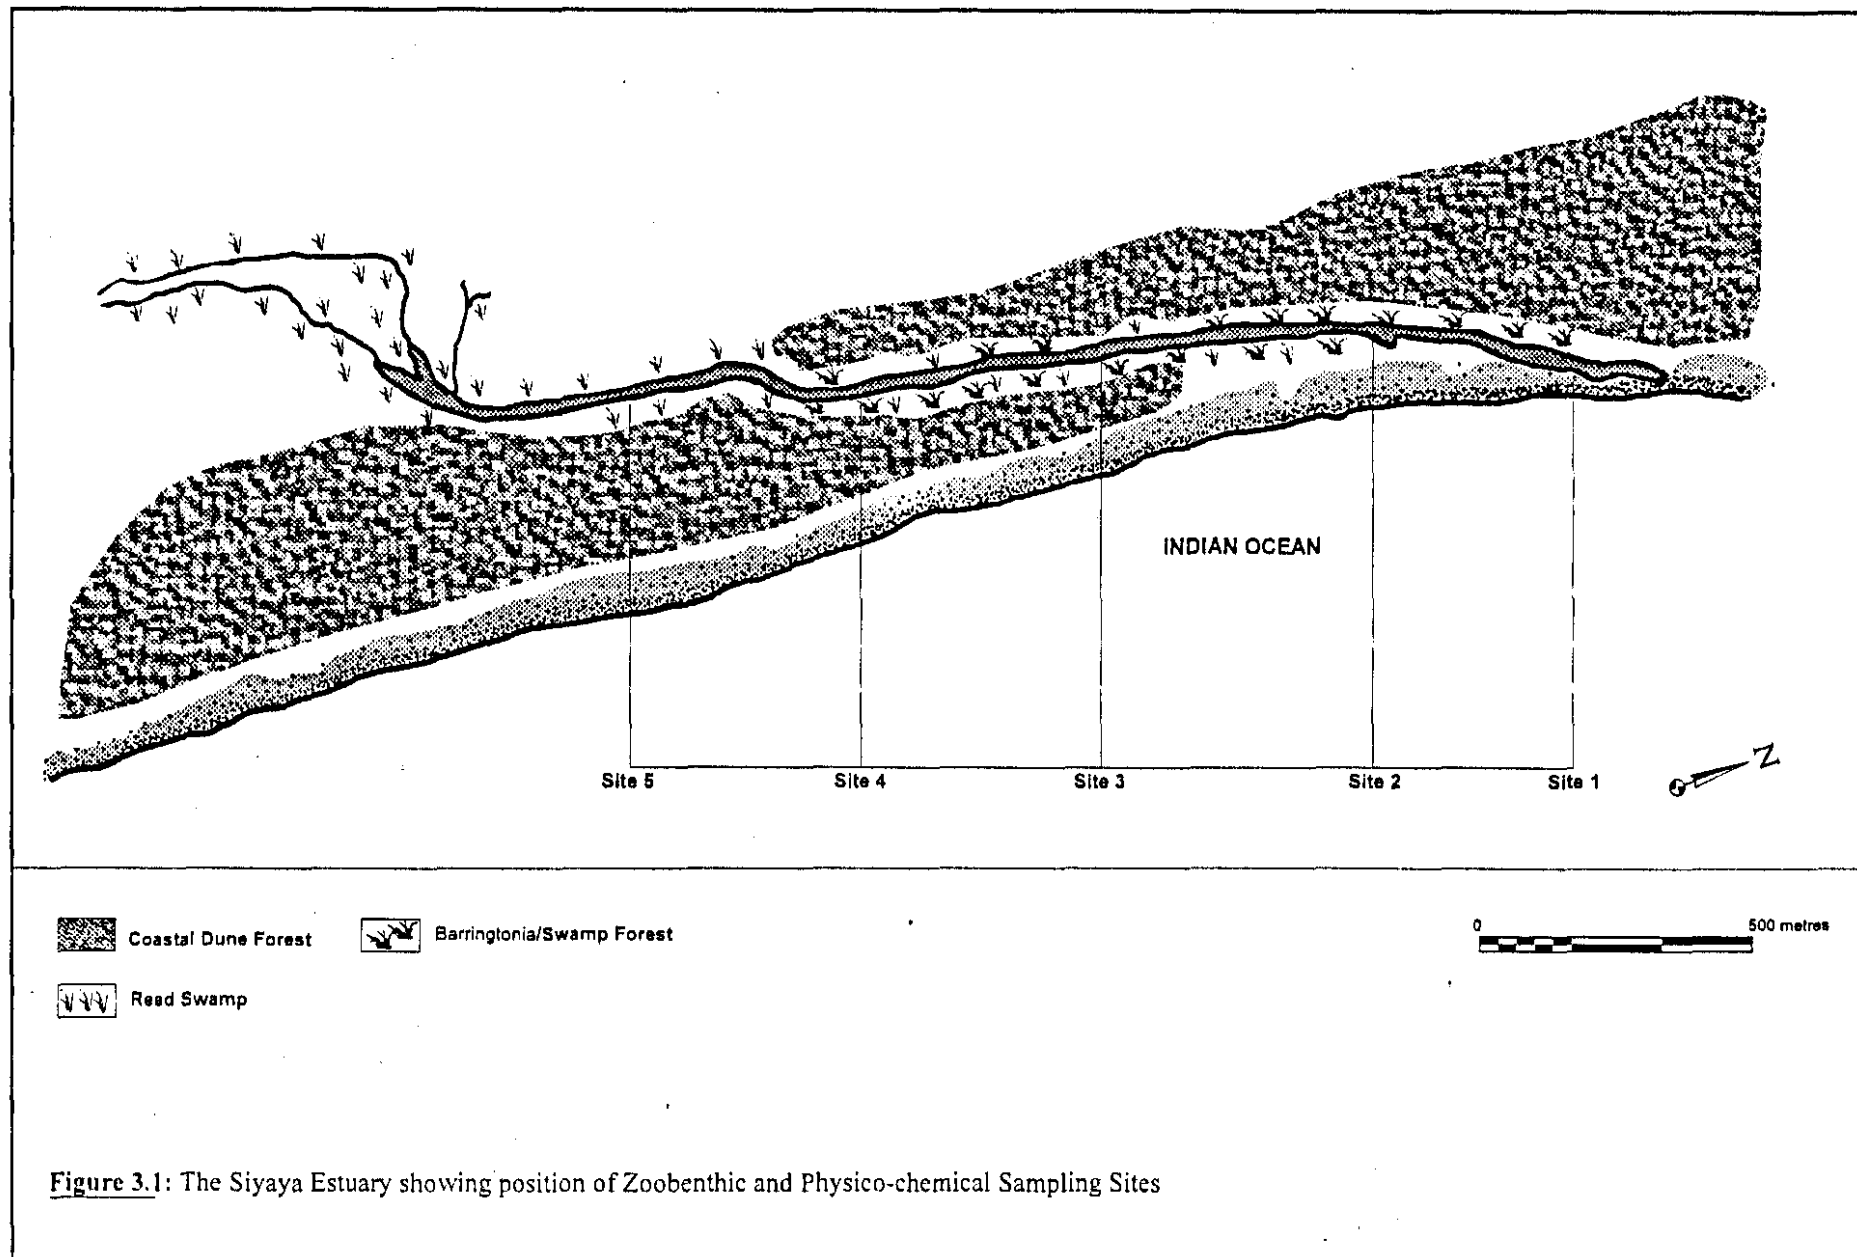 INDIAN OCEAN
Site 5 Site 4 Site 3 Site 2 Site 1
Z
0 500 metres
Coastal Dune Forest Barringtonia/Swamp Forest
Reed Swamp
Figure 3.1: The Siyaya Estuary showing position of Zoobenthic and Physico-chemical Sampling Sites